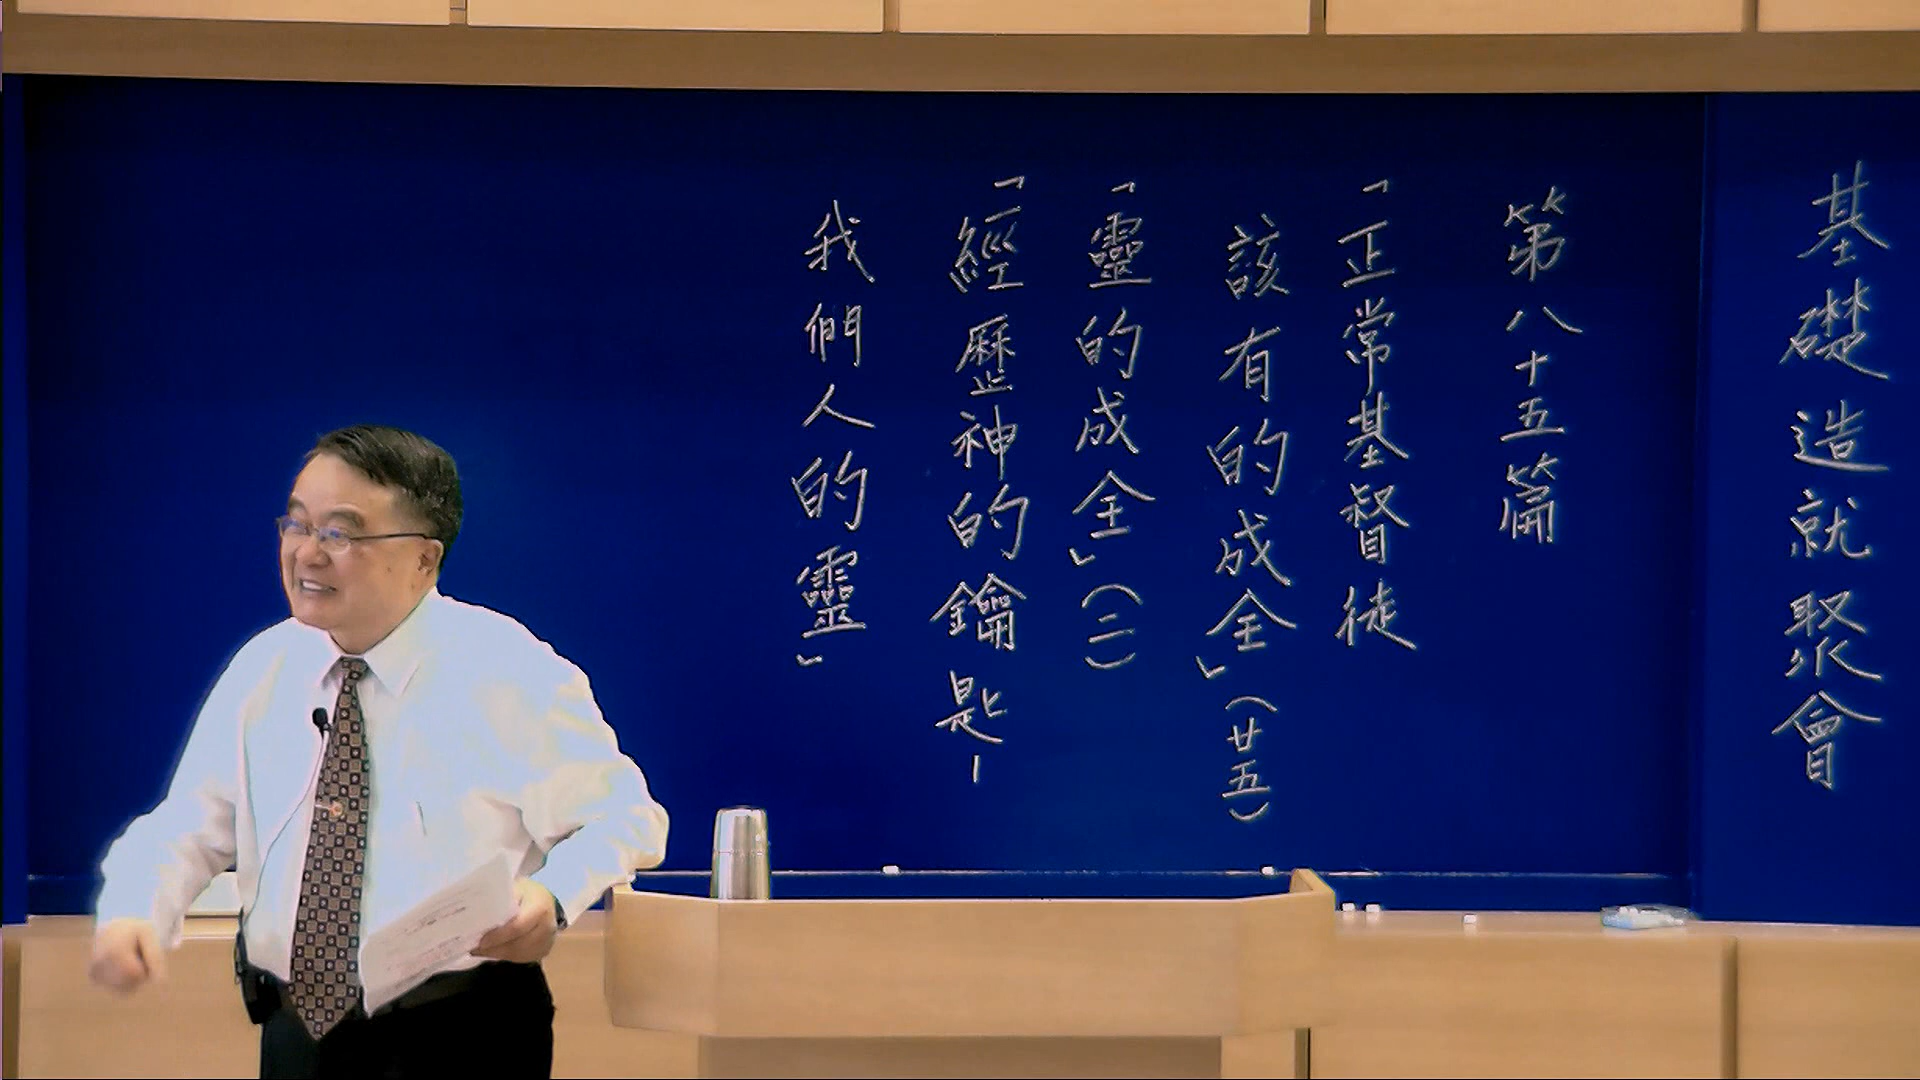 基礎造就聚會
第八十五篇
「正常基督徒
該有的成全」(廿五)
「靈的成全」(二)
「經歷神的鑰匙—
我們人的靈」